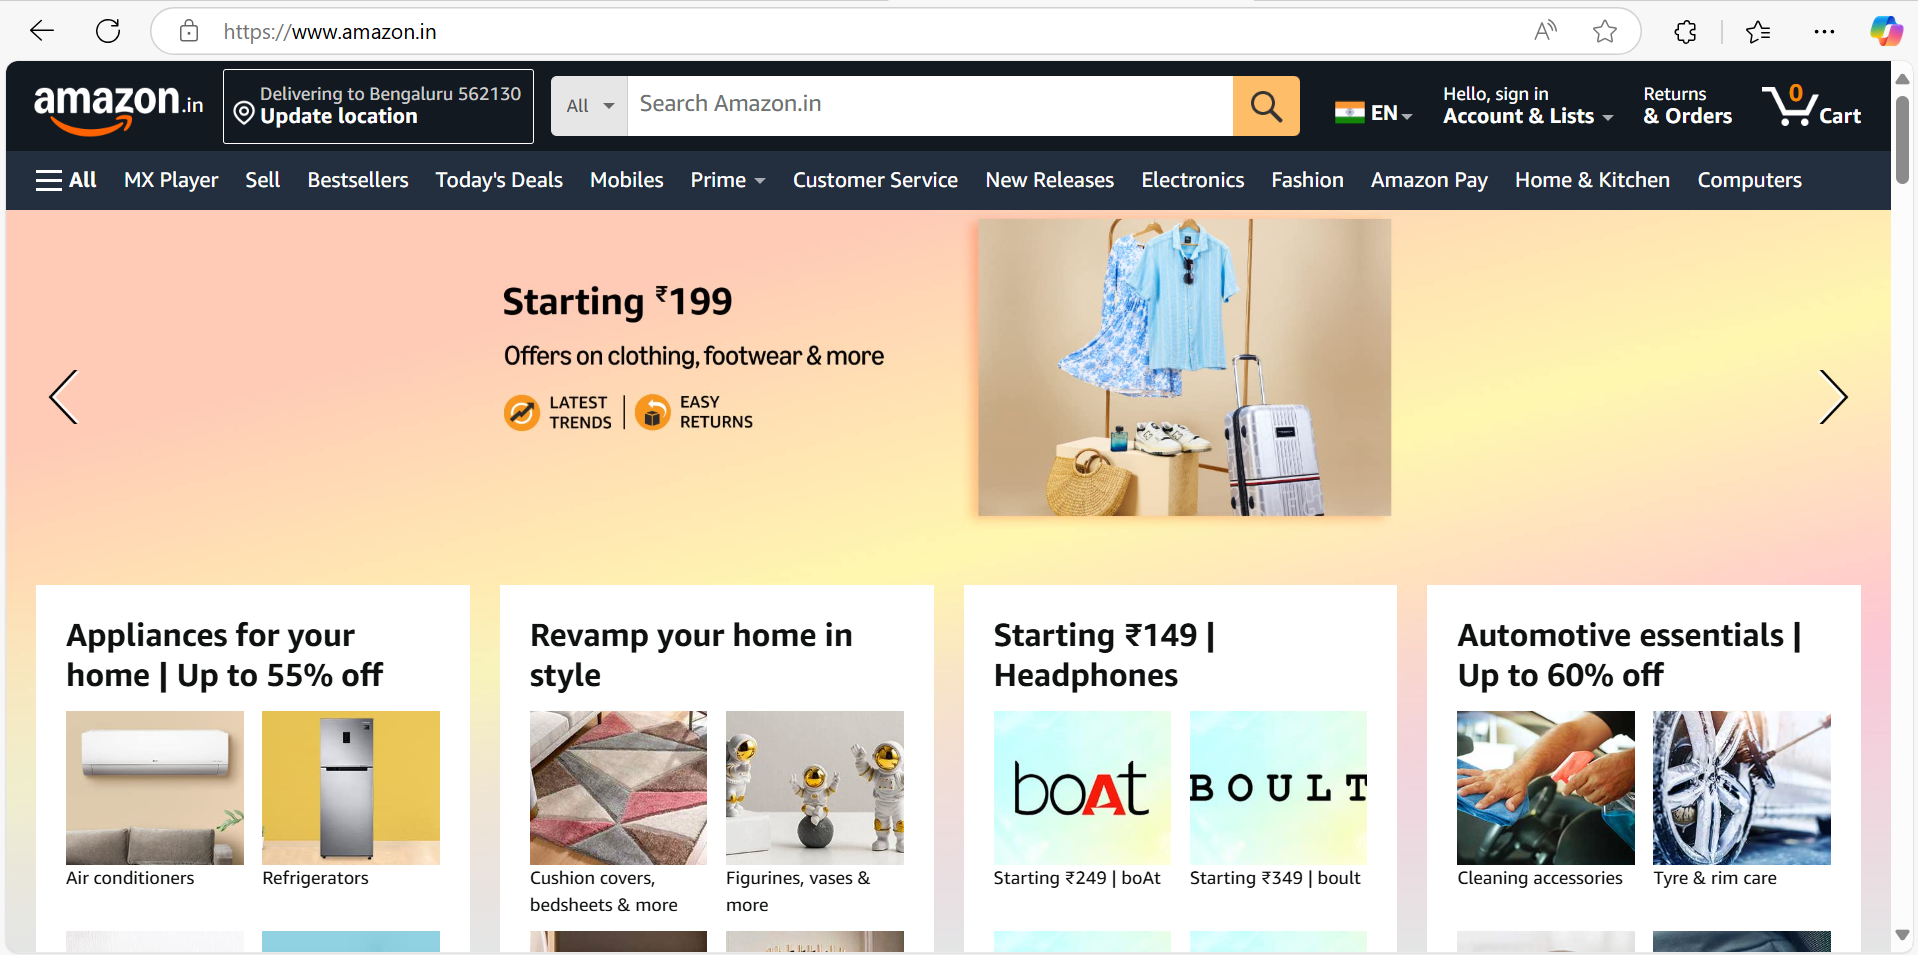 https://www.amazon.in
amazon.in
Delivering to Bengaluru 562130
Update location
All
Search Amazon.in
EN
Hello, sign in
Account & Lists
Returns
& Orders
0
Cart
All
MX Player
Sell
Bestsellers
Today's Deals
Mobiles
Prime
Customer Service
New Releases
Electronics
Fashion
Amazon Pay
Home & Kitchen
Computers
Starting ₹199
Offers on clothing, footwear & more
LATEST
TRENDS
EASY
RETURNS
Appliances for your
home | Up to 55% off
Air conditioners
Refrigerators
Revamp your home in
style
Cushion covers,
bedsheets & more
Figurines, vases &
more
Starting ₹149 |
Headphones
boAt
BOULT
Starting ₹249 | boAt
Starting ₹349 | boult
Automotive essentials |
Up to 60% off
Cleaning accessories
Tyre & rim care